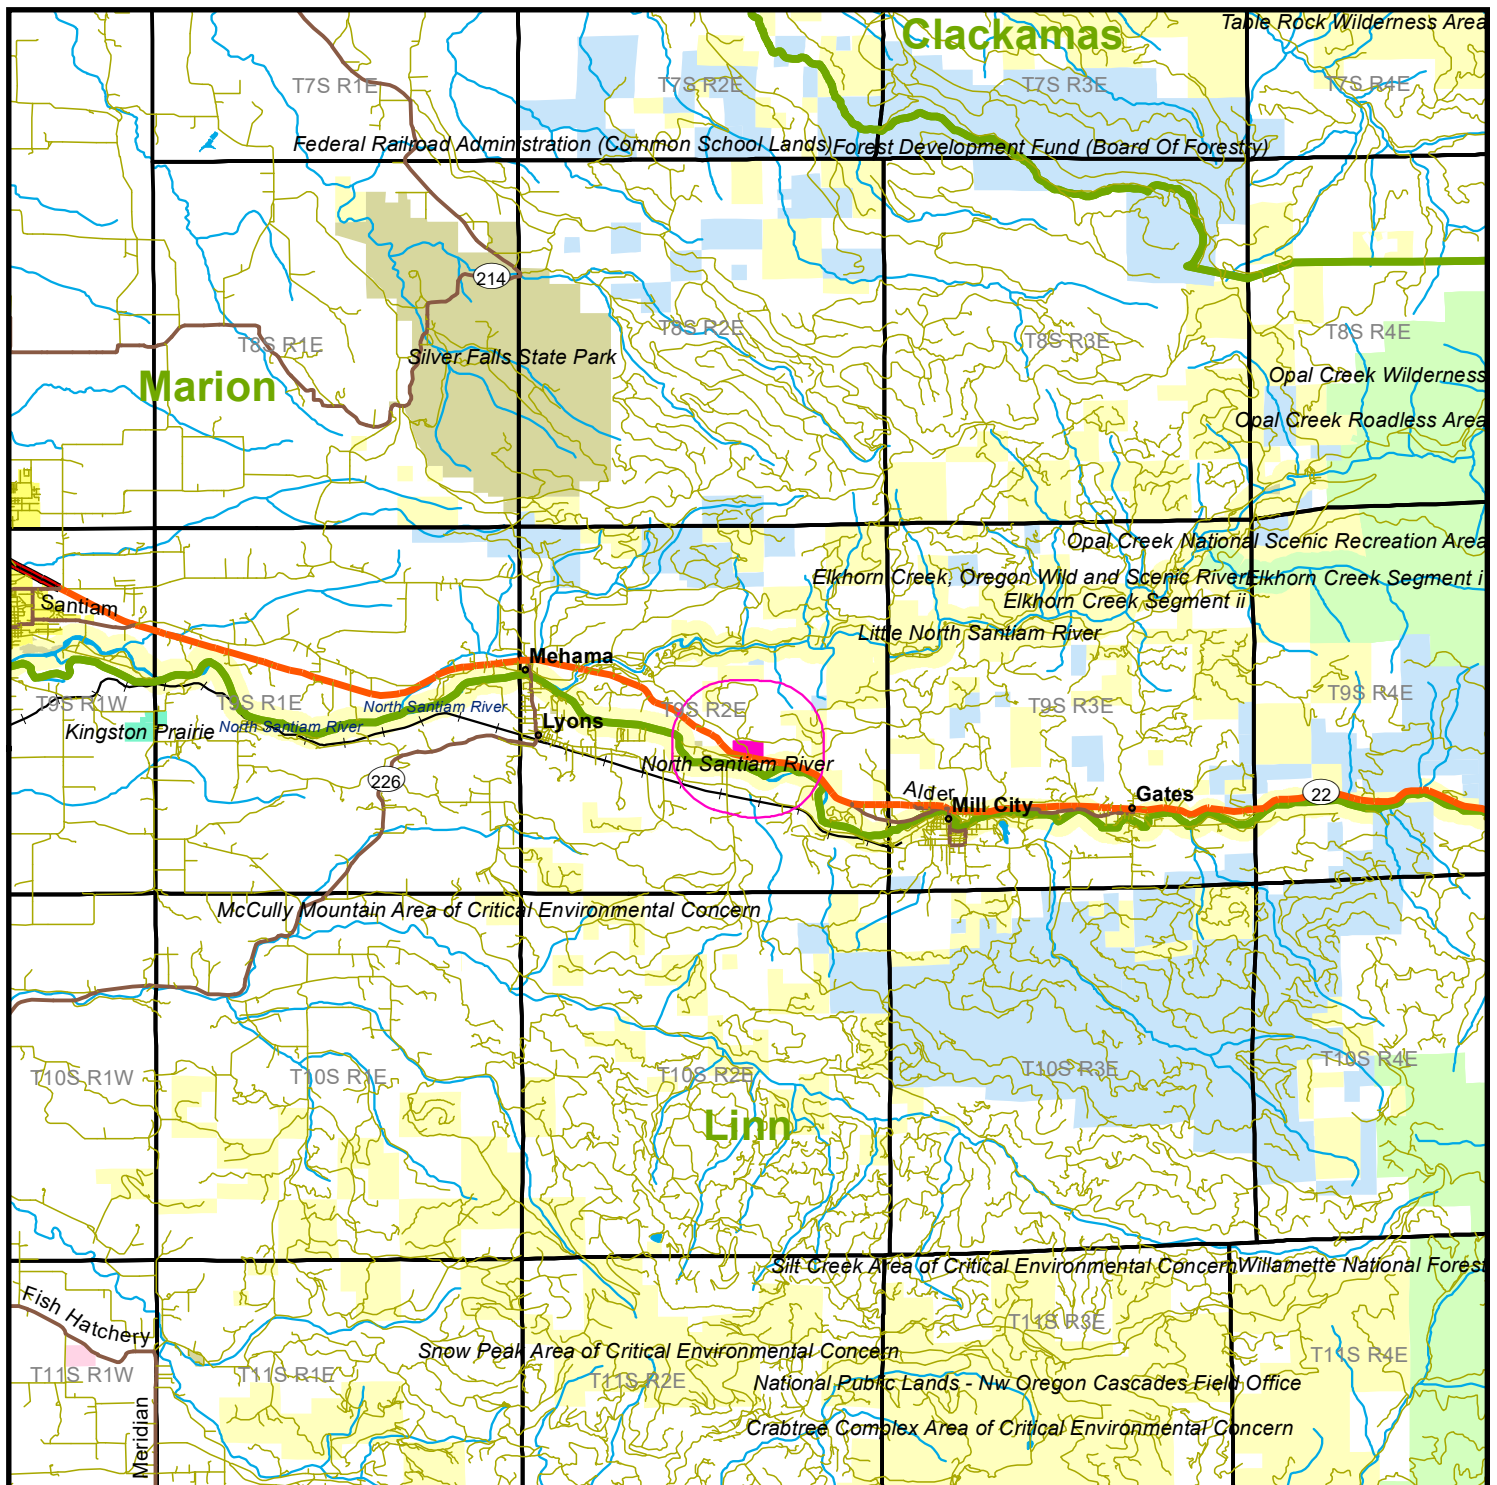 Clackamas
Table Rock Wilderness Area
T7S R1E
T7S R2E
T7S R3E
T7S R4E
Federal Railroad Administration (Common School Lands)
Forest Development Fund (Board Of Forestry)
214
T8S R1E
T8S R2E
T8S R3E
T8S R4E
Silver Falls State Park
Marion
Opal Creek Wilderness
Opal Creek Roadless Area
Opal Creek National Scenic Recreation Area
Elkhorn Creek, Oregon Wild and Scenic River
Elkhorn Creek Segment i
Elkhorn Creek Segment ii
Santiam
Little North Santiam River
Mehama
T9S R1W
T9S R1E
T9S R2E
T9S R3E
T9S R4E
North Santiam River
North Santiam River
Kingston Prairie
Lyons
North Santiam River
226
Alder
Mill City
Gates
22
McCully Mountain Area of Critical Environmental Concern
T10S R1W
T10S R1E
T10S R2E
T10S R3E
T10S R4E
Linn
Silt Creek Area of Critical Environmental Concern
Willamette National Forest
Fish Hatchery
T11S R1W
T11S R1E
T11S R2E
T11S R3E
T11S R4E
Snow Peak Area of Critical Environmental Concern
National Public Lands - Nw Oregon Cascades Field Office
Crabtree Complex Area of Critical Environmental Concern
Meridian